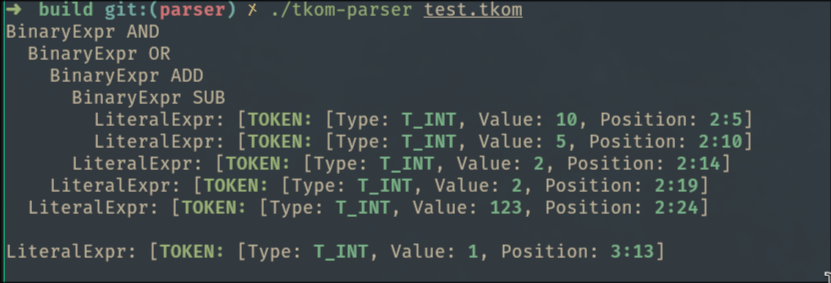 ➜ build git:(parser) ✗ ./tkom-parser test.tkom
BinaryExpr AND
BinaryExpr OR
BinaryExpr ADD
BinaryExpr SUB
LiteralExpr: [TOKEN: [Type: T_INT, Value: 10, Position: 2:5]
LiteralExpr: [TOKEN: [Type: T_INT, Value: 5, Position: 2:10]
LiteralExpr: [TOKEN: [Type: T_INT, Value: 2, Position: 2:14]
LiteralExpr: [TOKEN: [Type: T_INT, Value: 2, Position: 2:19]
LiteralExpr: [TOKEN: [Type: T_INT, Value: 123, Position: 2:24]
LiteralExpr: [TOKEN: [Type: T_INT, Value: 1, Position: 3:13]